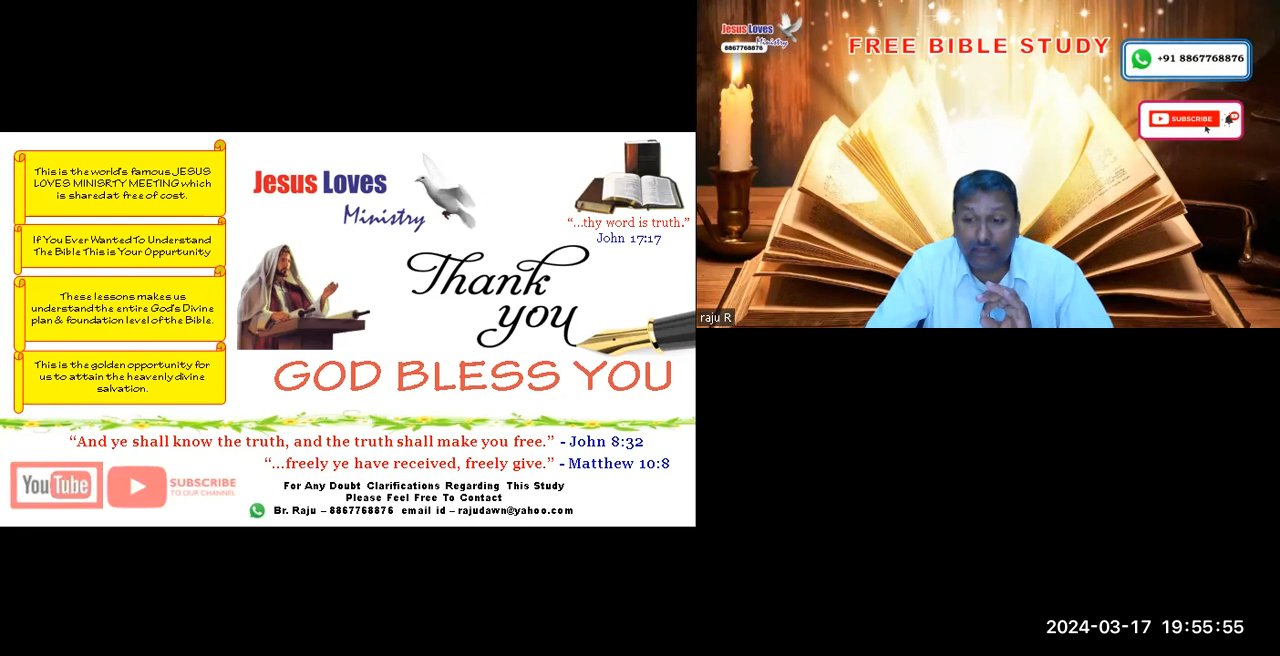 This is the world's famous JESUS
LOVES MINISRTY MEETING which
is shared at free of cost.
If You Ever Wanted To Understand
The Bible This is Your Oppurtunity
These lessons makes us
understand the entire God's Divine
plan & foundation level of the Bible.
This is the golden opportunity for
us to attain the heavenly divine
salvation.
Jesus Loves
Ministry
"...thy word is truth."
John 17:17
Thank
you
GOD BLESS YOU
"And ye shall know the truth, and the truth shall make you free." - John 8:32
"...freely ye have received, freely give." - Matthew 10:8
YouTube
SUBSCRIBE
TO OUR CHANNEL
For Any Doubt Clarifications Regarding This Study
Please Feel Free To Contact
Br. Raju – 8867768876 email id – rajudawn@yahoo.com
Jesus Loves
Ministry
8867768876
FREE BIBLE STUDY
+91 8867768876
SUBSCRIBE
raju R
2024-03-17 19:55:55